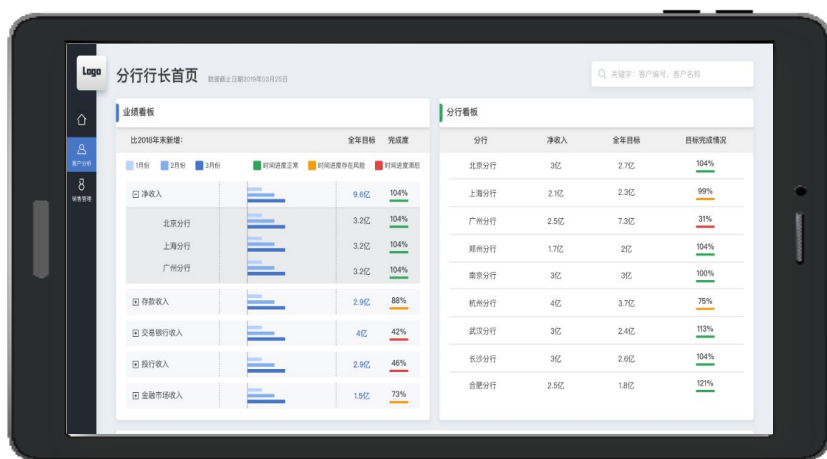 Logo
分行行长首页 数据截止日期2019年03月25日
关键字：客户编号、客户名称
客户分析
销售管理
业绩看板
比2018年末新增： 全年目标 完成度
1月份 2月份 3月份 时间进度正常 时间进度存在风险 时间进度滞后
净收入 9.6亿 104%
北京分行 3.2亿 104%
上海分行 3.2亿 104%
广州分行 3.2亿 104%
存款收入 2.9亿 88%
交易银行收入 4亿 42%
投行收入 2.9亿 46%
金融市场收入 1.5亿 73%
分行看板
分行 净收入 全年目标 目标完成情况
北京分行 3亿 2.7亿 104%
上海分行 2.1亿 2.3亿 99%
广州分行 2.5亿 7.3亿 31%
郑州分行 1.7亿 2亿 104%
南京分行 3亿 3亿 100%
杭州分行 4亿 3.7亿 75%
武汉分行 3亿 2.4亿 113%
长沙分行 3亿 2.6亿 104%
合肥分行 2.5亿 1.8亿 121%